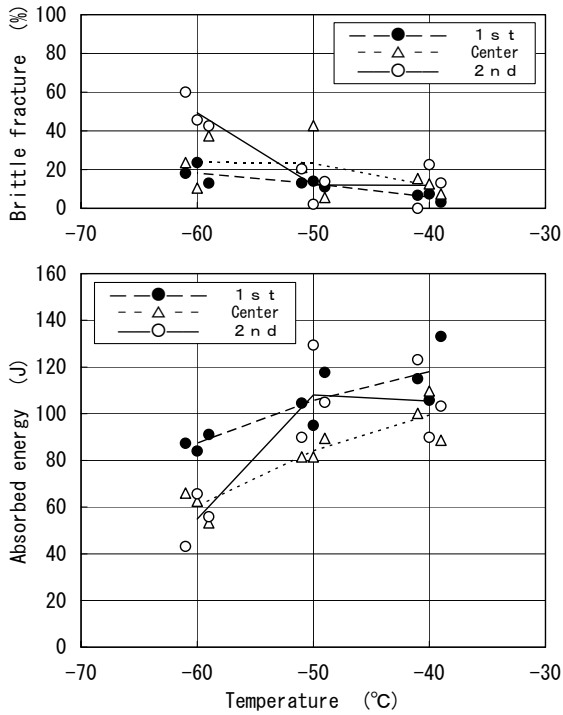 Brittle fracture (%)
100
80
60
40
20
0
1st
Center
2nd
-70
-60
-50
-40
-30
Absorbed energy (J)
160
140
120
100
80
60
40
20
0
1st
Center
2nd
-70
-60
-50
-40
-30
Temperature (℃)